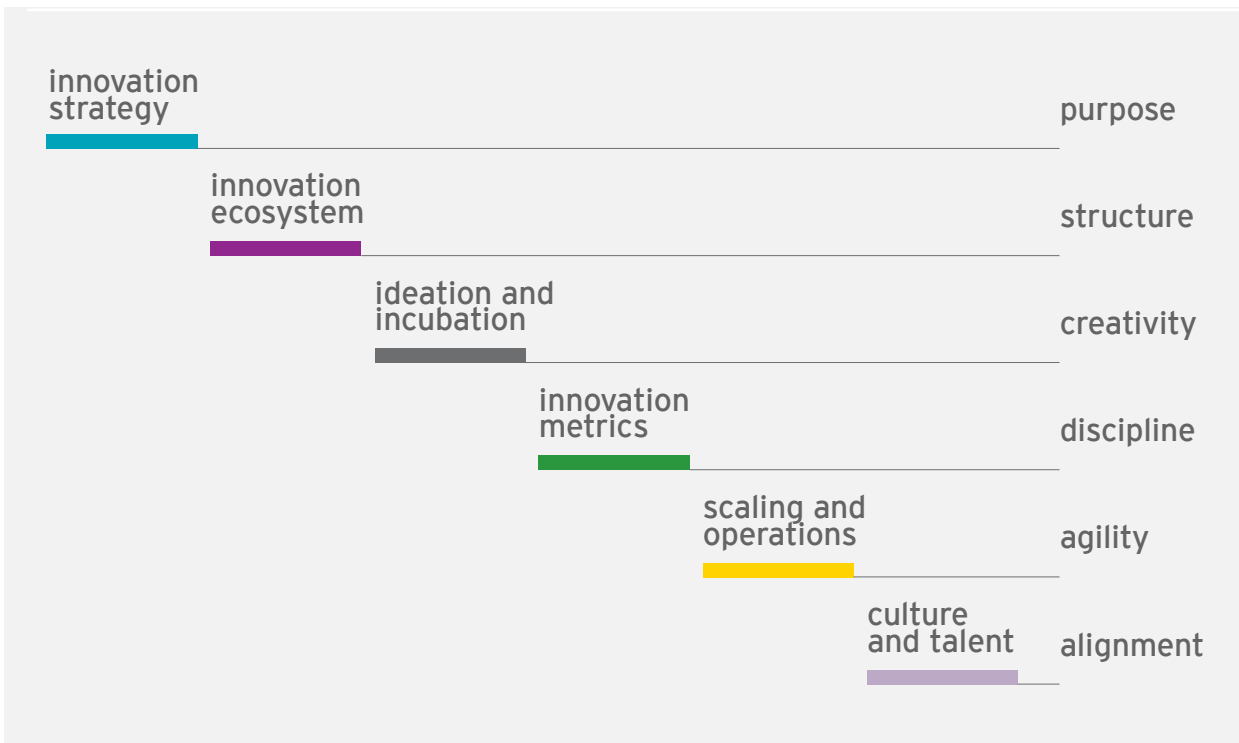 innovation
strategy
purpose
innovation
ecosystem
structure
ideation and
incubation
creativity
innovation
metrics
discipline
scaling and
operations
agility
culture
and talent
alignment